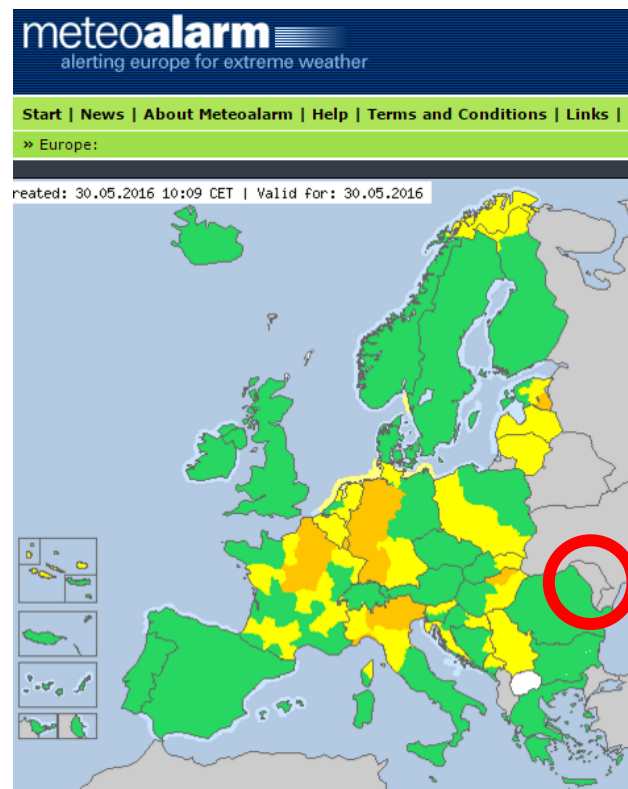 meteoalarm
alerting europe for extreme weather
Start | News | About Meteoalarm | Help | Terms and Conditions | Links |
» Europe:
reated: 30.05.2016 10:09 CET | Valid for: 30.05.2016